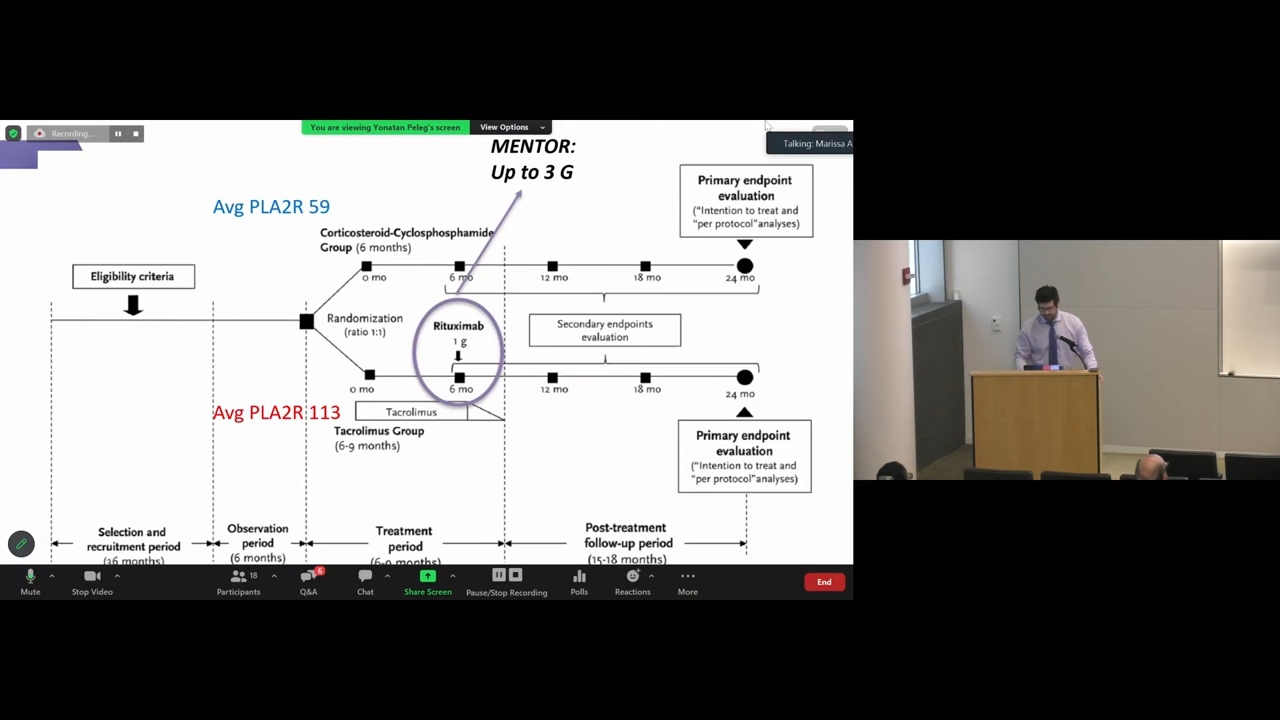 Recording...
You are viewing Yonatan Peleg's screen
View Options
Talking: Marissa A
MENTOR:
Up to 3 G
Avg PLA2R 59
Corticosteroid-Cyclosphosphamide
Group (6 months)
Primary endpoint
evaluation
("Intention to treat and
"per protocol"analyses)
Eligibility criteria
0 mo
6 mo
12 mo
18 mo
24 mo
Randomization
(ratio 1:1)
Rituximab
1 g
Secondary endpoints
evaluation
0 mo
6 mo
12 mo
18 mo
24 mo
Avg PLA2R 113
Tacrolimus
Tacrolimus Group
(6-9 months)
Primary endpoint
evaluation
("Intention to treat and
"per protocol"analyses)
Selection and
recruitment period
(36 months)
Observation
period
(6 months)
Treatment
period
(6-9 months)
Post-treatment
follow-up period
(15-18 months)
Mute
Stop Video
18
Participants
6
Q&A
Chat
Share Screen
Pause/Stop Recording
Polls
Reactions
More
End